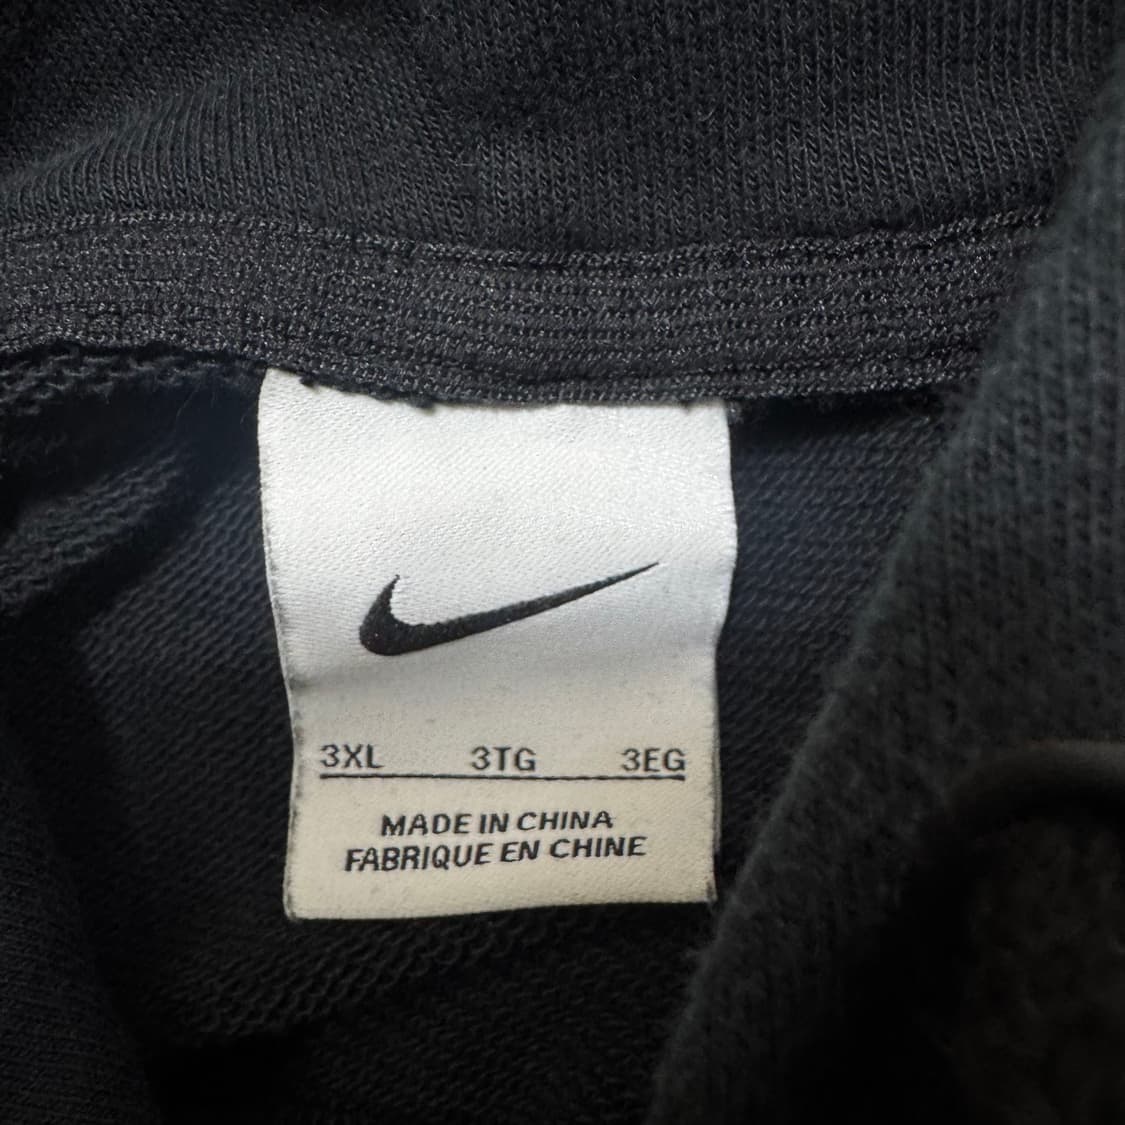 3XL 3TG 3EG
MADE IN CHINA
FABRIQUE EN CHINE